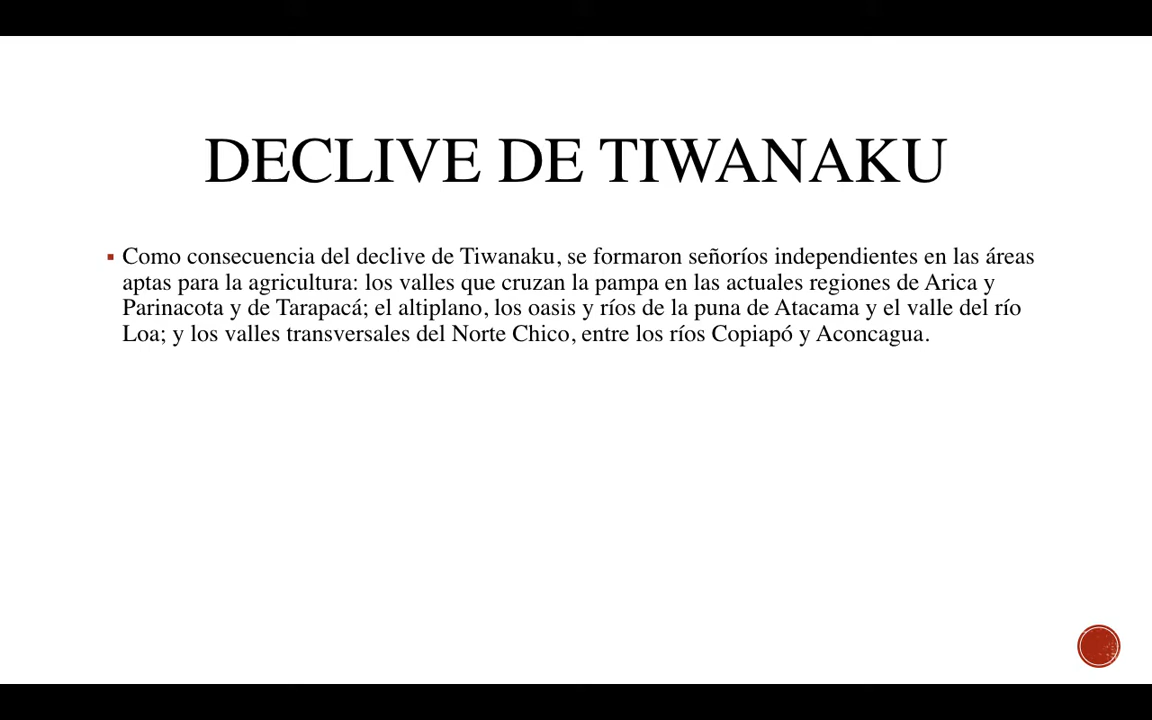 DECLIVE DE TIWANAKU
▪ Como consecuencia del declive de Tiwanaku, se formaron señoríos independientes en las áreas
aptas para la agricultura: los valles que cruzan la pampa en las actuales regiones de Arica y
Parinacota y de Tarapacá; el altiplano, los oasis y ríos de la puna de Atacama y el valle del río
Loa; y los valles transversales del Norte Chico, entre los ríos Copiapó y Aconcagua.